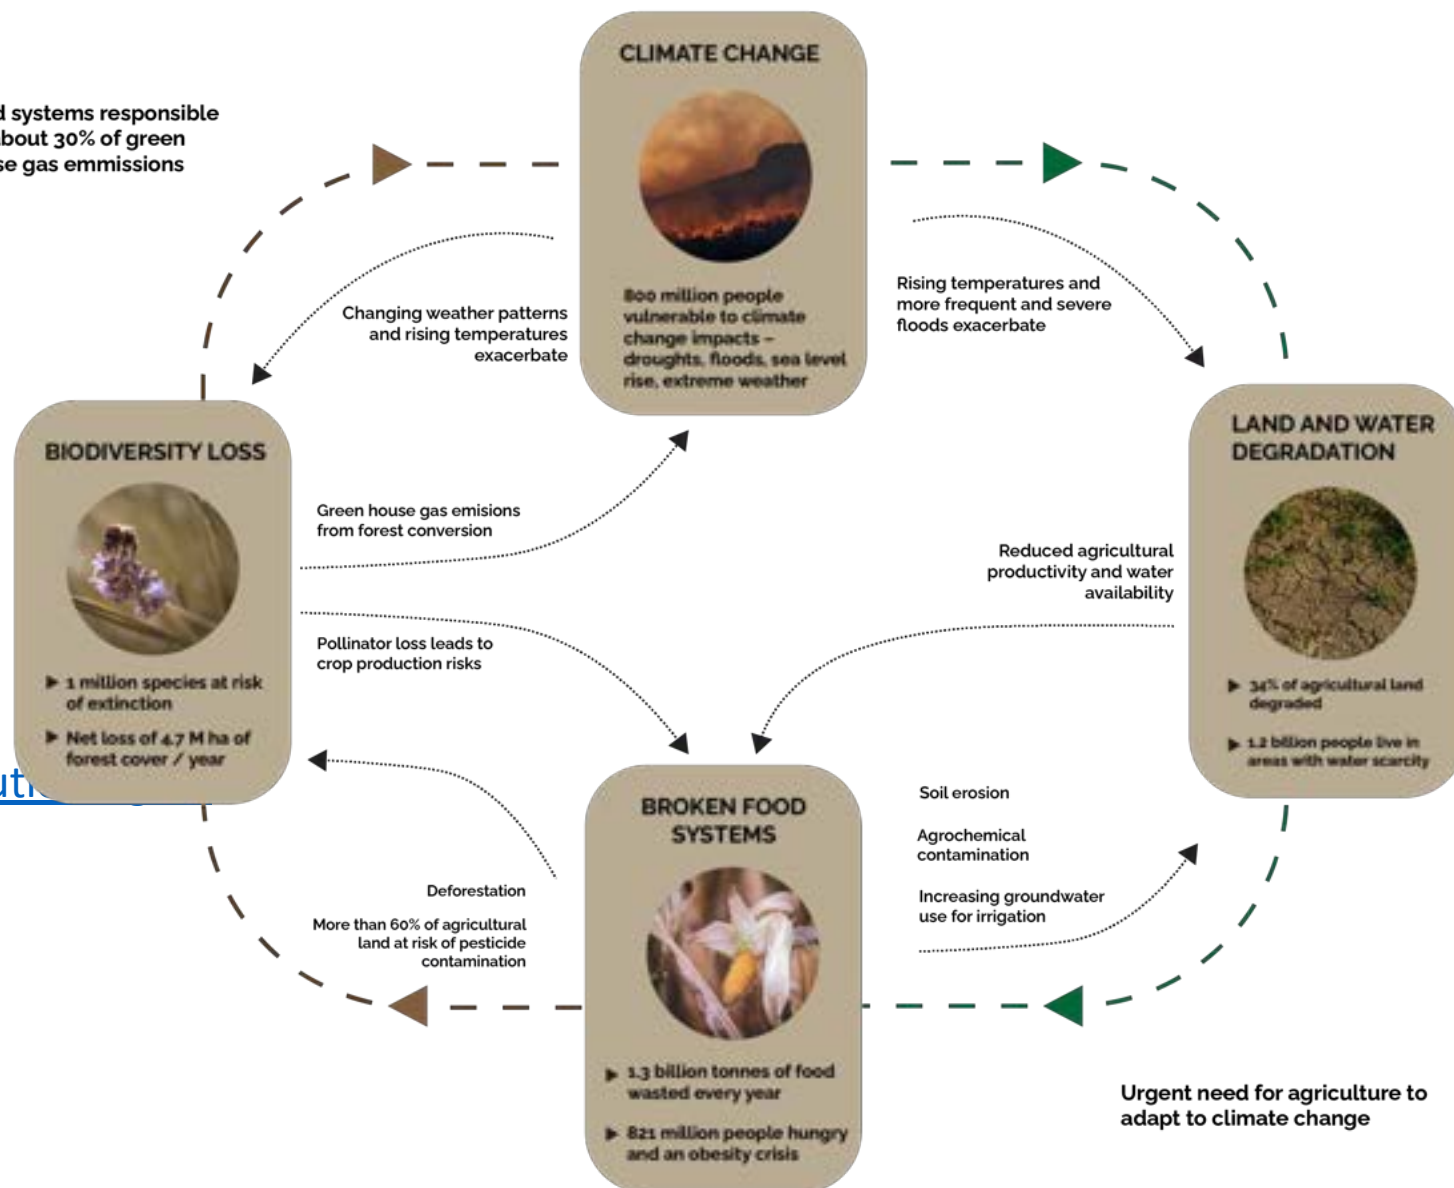 CLIMATE CHANGE
d systems responsible
bout 30% of green
se gas emmissions
800 million people
vulnerable to climate
change impacts –
droughts, floods, sea level
rise, extreme weather
Changing weather patterns
and rising temperatures
exacerbate
Rising temperatures and
more frequent and severe
floods exacerbate
BIODIVERSITY LOSS
1 million species at risk
of extinction
Net loss of 4.7 M ha of
forest cover / year
LAND AND WATER
DEGRADATION
34% of agricultural land
degraded
1.2 billion people live in
areas with water scarcity
Green house gas emisions
from forest conversion
Pollinator loss leads to
crop production risks
Reduced agricultural
productivity and water
availability
BROKEN FOOD
SYSTEMS
1.3 billion tonnes of food
wasted every year
821 million people hungry
and an obesity crisis
Deforestation
More than 60% of agricultural
land at risk of pesticide
contamination
Soil erosion
Agrochemical
contamination
Increasing groundwater
use for irrigation
Urgent need for agriculture to
adapt to climate change